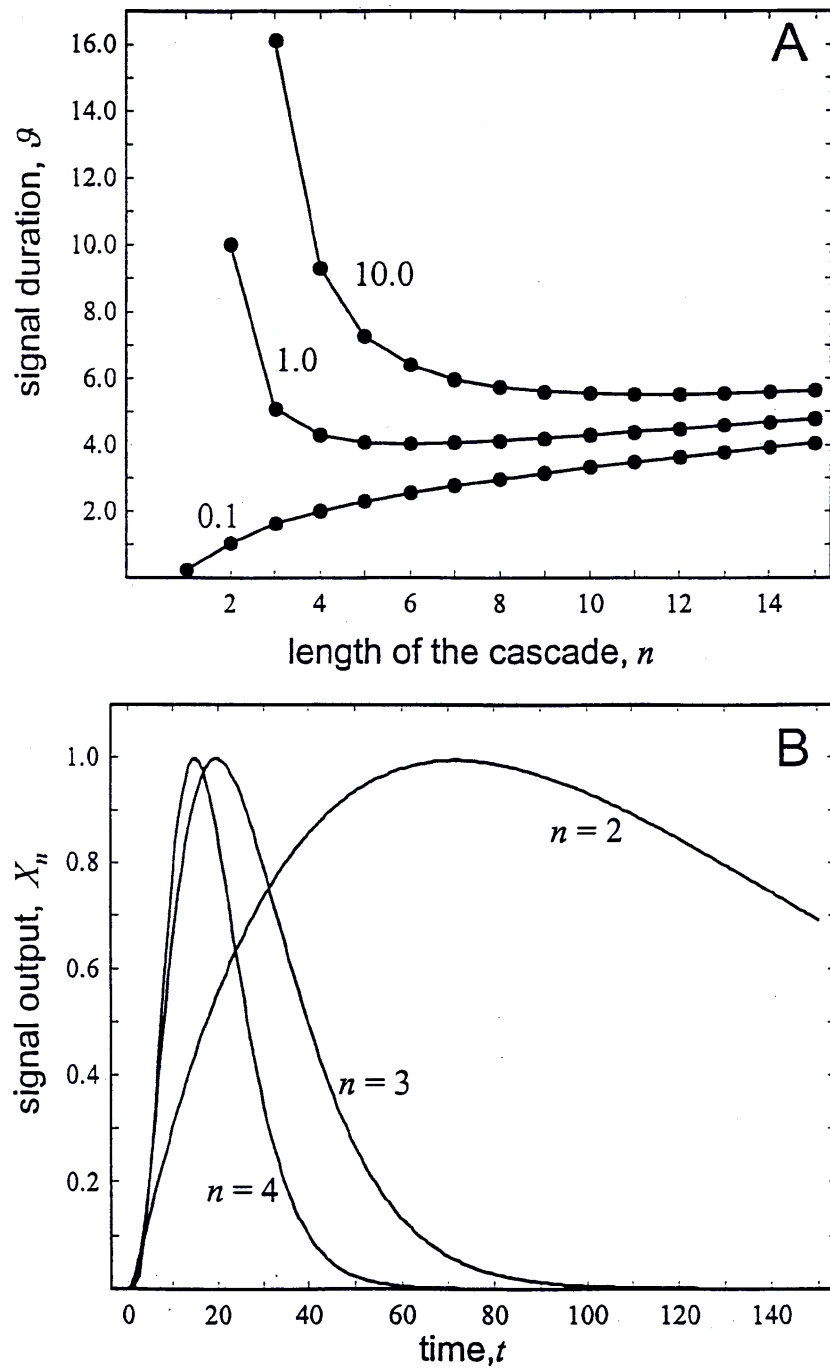 A
16.0
14.0
12.0
10.0
8.0
6.0
4.0
2.0
signal duration, ϑ
10.0
1.0
0.1
2 4 6 8 10 12 14
length of the cascade, n
B
1.0
0.8
0.6
0.4
0.2
signal output, Xn
n = 2
n = 3
n = 4
0 20 40 60 80 100 120 140
time,t